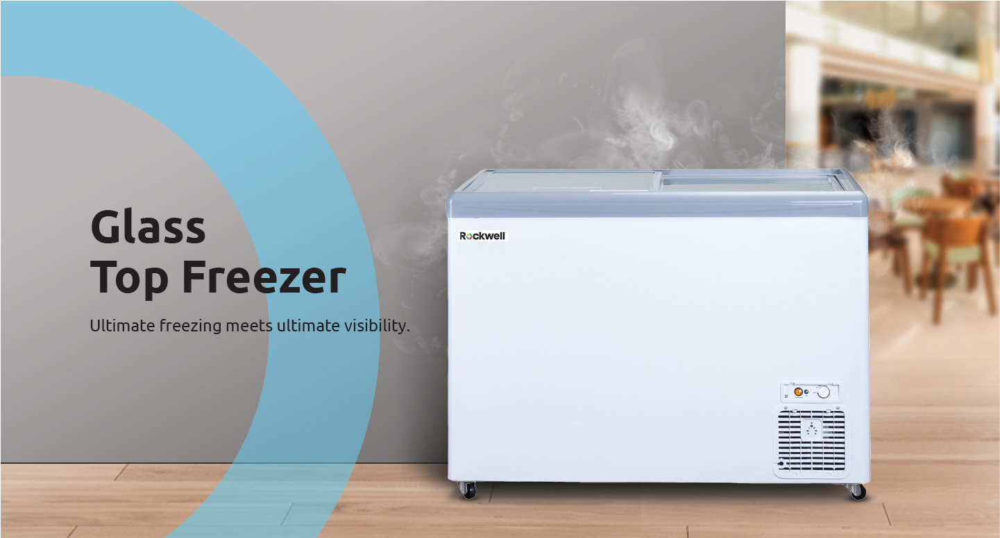 Glass
Top Freezer
Ultimate freezing meets ultimate visibility.
Rockwell